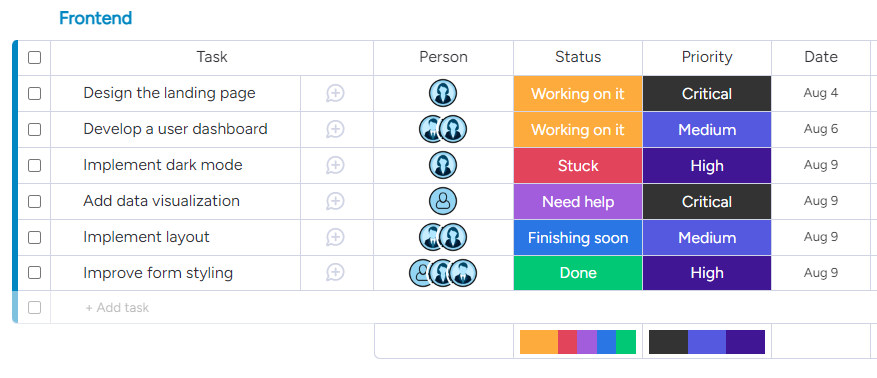 Frontend
Task Person Status Priority Date
Design the landing page Working on it Critical Aug 4
Develop a user dashboard Working on it Medium Aug 6
Implement dark mode Stuck High Aug 9
Add data visualization Need help Critical Aug 9
Implement layout Finishing soon Medium Aug 9
Improve form styling Done High Aug 9
+ Add task